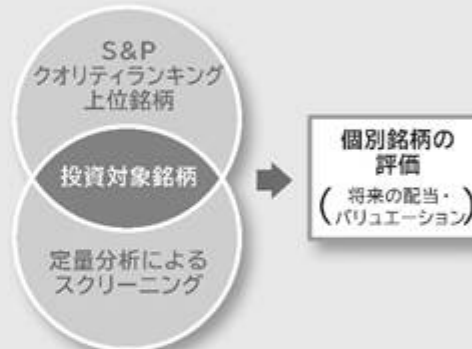 S&P
クオリティランキング
上位銘柄
投資対象銘柄
定量分析による
スクリーニング
個別銘柄の
評価
(将来の配当・
バリュエーション)